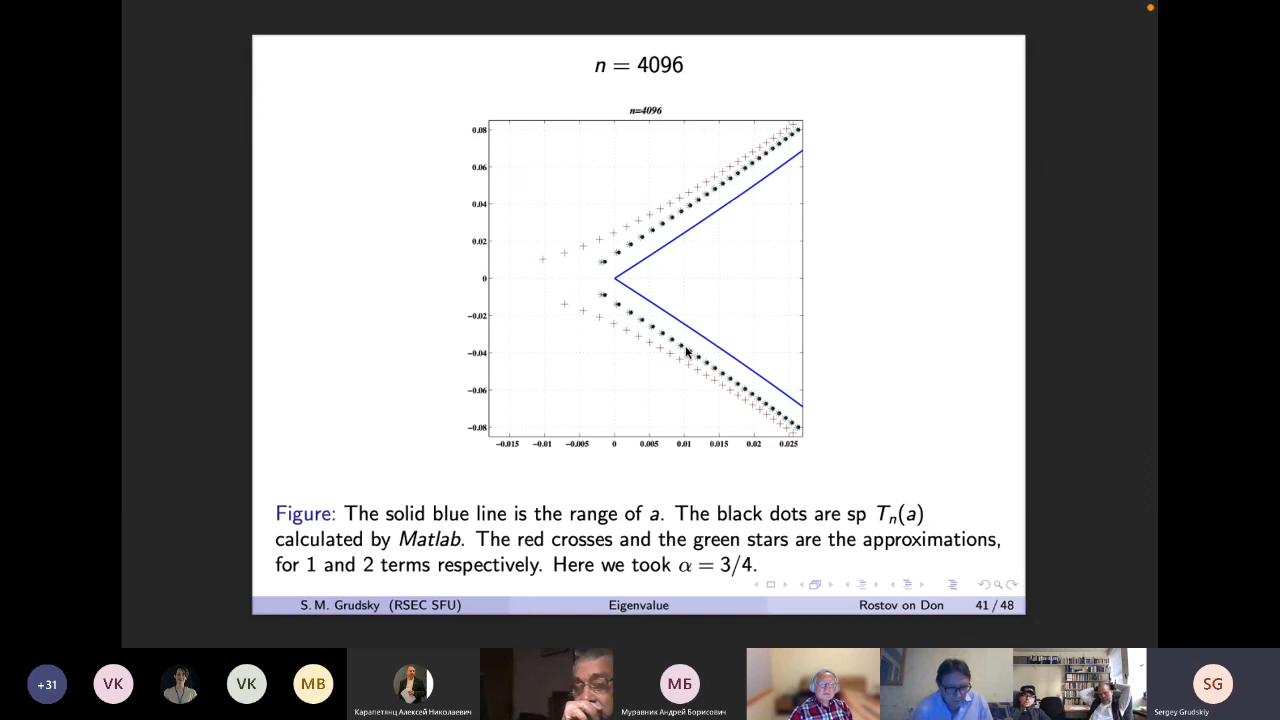 n = 4096
n=4096
0.08
0.06
0.04
0.02
0
−0.02
−0.04
−0.06
−0.08
−0.015 −0.01 −0.005 0 0.005 0.01 0.015 0.02 0.025
Figure: The solid blue line is the range of a. The black dots are sp Tₙ(a)
calculated by Matlab. The red crosses and the green stars are the approximations,
for 1 and 2 terms respectively. Here we took α = 3/4.
S. M. Grudsky (RSEC SFU) Eigenvalue Rostov on Don 41 / 48
+31 VK VK MB МБ SG
Карапетянц Алексей Николаевич Муравник Андрей Борисович Sergey Grudskiy